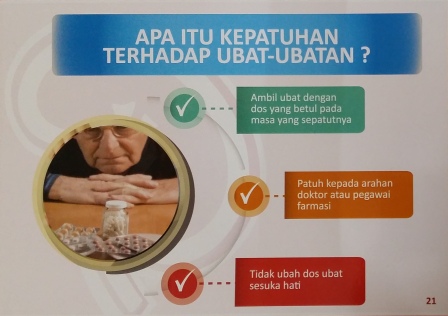 APA ITU KEPATUHAN
TERHADAP UBAT-UBATAN ?
Ambil ubat dengan
dos yang betul pada
masa yang sepatutnya
Patuh kepada arahan
doktor atau pegawai
farmasi
Tidak ubah dos ubat
sesuka hati
21